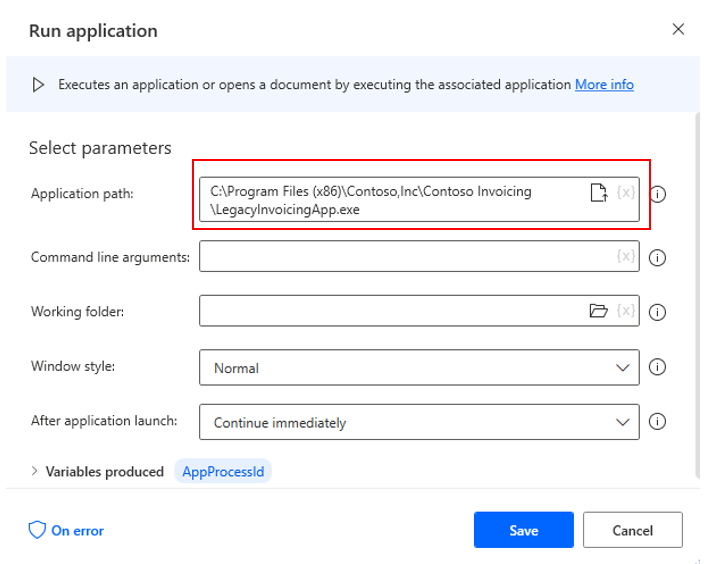 Run application
Executes an application or opens a document by executing the associated application More info
Select parameters
Application path:
C:\Program Files (x86)\Contoso,Inc\Contoso Invoicing
\LegacyInvoicingApp.exe
{x}
Command line arguments:
{x}
Working folder:
{x}
Window style:
Normal
After application launch:
Continue immediately
Variables produced AppProcessId
On error
Save
Cancel